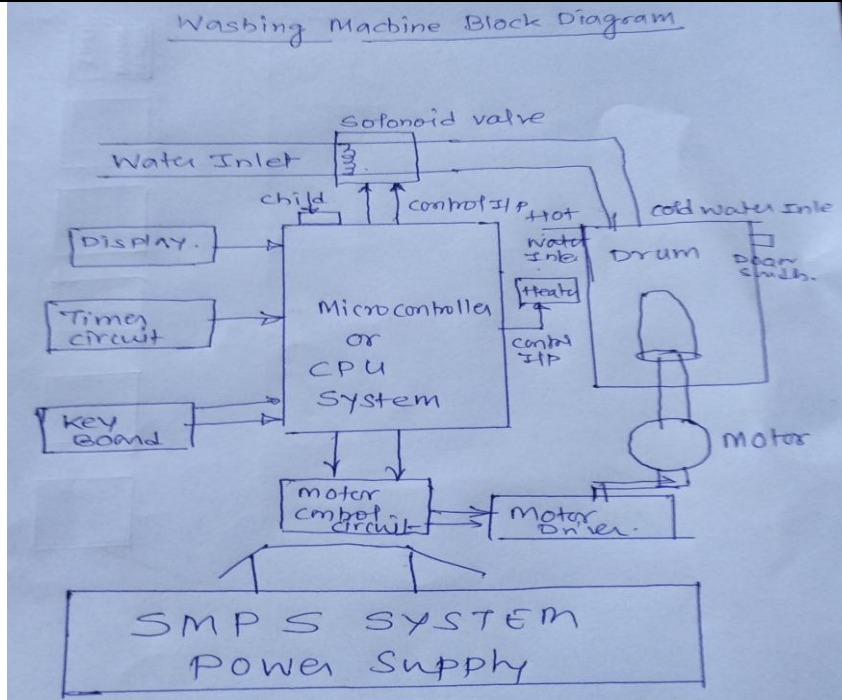 Washing Machine Block Diagram
Solonoid valve
Water Inlet
child
control I/P
Hot
Water
Inle
cold water Inle
Display.
Drum
Door
Timer
circuit
Microcontroller
or
CPU
System
Heater
control
I/P
Key
Board
Motor
motor
control
circuit
Motor
Driver.
SMPS SYSTEM
Power Supply